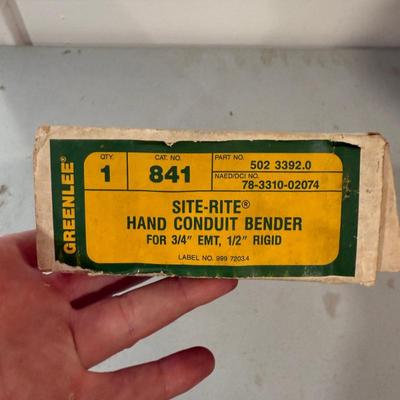 GREENLEE®
QTY.
1
CAT. NO.
841
PART NO.
502 3392.0
NAED/DCI NO.
78-3310-02074
SITE-RITE®
HAND CONDUIT BENDER
FOR 3/4" EMT, 1/2" RIGID
LABEL NO. 999 7203.4